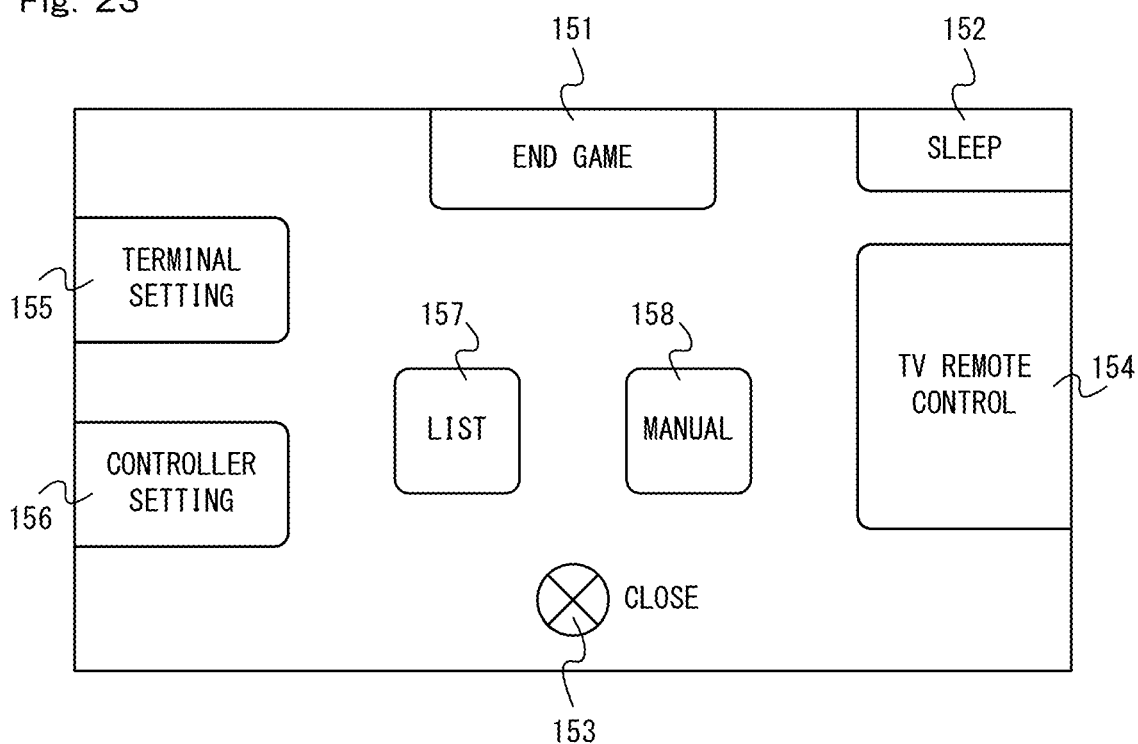 Fig. 23
151
152
END GAME
SLEEP
TERMINAL
SETTING
155
157
158
TV REMOTE
CONTROL
154
LIST
MANUAL
CONTROLLER
SETTING
156
CLOSE
153